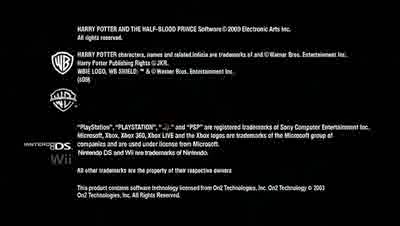 HARRY POTTER AND THE HALF-BLOOD PRINCE Software © 2009 Electronic Arts Inc.
All rights reserved.
HARRY POTTER characters, names and related indicia are trademarks of and © Warner Bros. Entertainment Inc.
Harry Potter Publishing Rights © JKR.
WBIE LOGO, WB SHIELD: ™ & © Warner Bros. Entertainment Inc.
(s09)
"PlayStation", "PLAYSTATION", and "PSP" are registered trademarks of Sony Computer Entertainment Inc.
Microsoft, Xbox, Xbox 360, Xbox LIVE and the Xbox logos are trademarks of the Microsoft group of
companies and are used under license from Microsoft.
Nintendo DS and Wii are trademarks of Nintendo.
NINTENDO DS
Wii
All other trademarks are the property of their respective owners
This product contains software technology licensed from On2 Technologies, Inc. On2 Technology © 2003
On2 Technologies, Inc. All Rights Reserved.